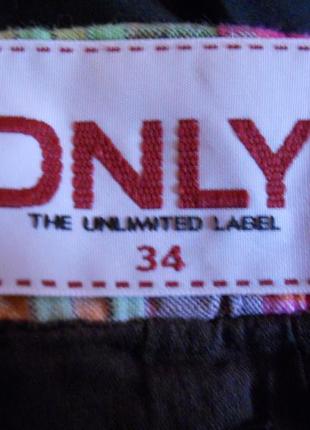 ONLY
THE UNLIMITED LABEL
34